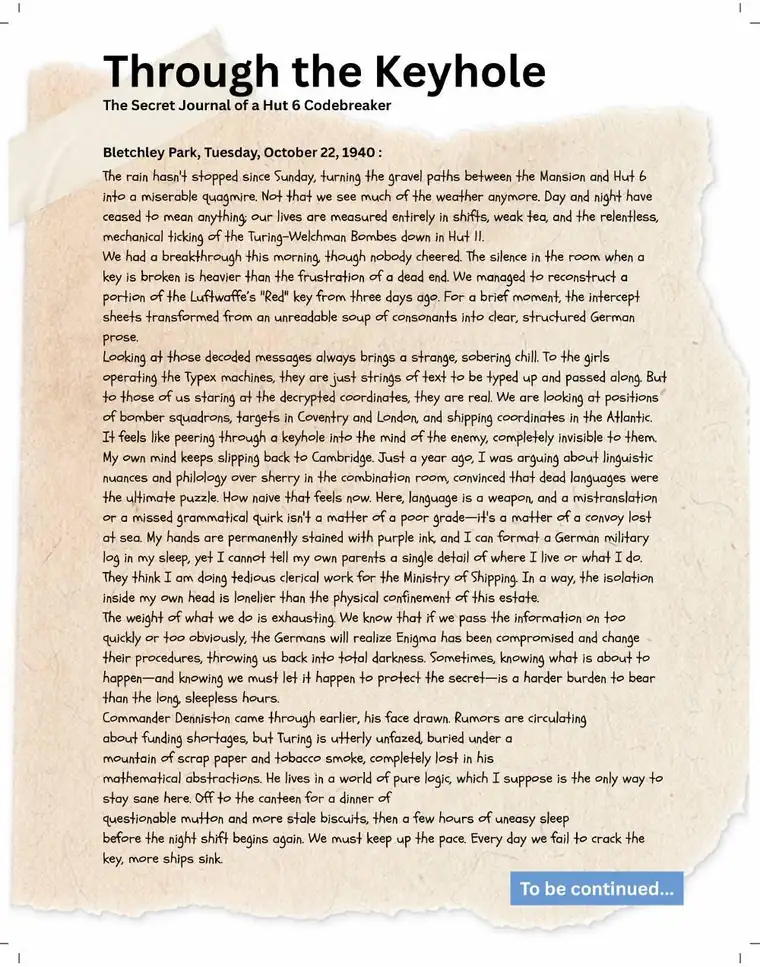 Through the Keyhole
The Secret Journal of a Hut 6 Codebreaker
Bletchley Park, Tuesday, October 22, 1940 :
The rain hasn't stopped since Sunday, turning the gravel paths between the Mansion and Hut 6
into a miserable quagmire. Not that we see much of the weather anymore. Day and night have
ceased to mean anything; our lives are measured entirely in shifts, weak tea, and the relentless,
mechanical ticking of the Turing-Welchman Bombes down in Hut 11.
We had a breakthrough this morning, though nobody cheered. The silence in the room when a
key is broken is heavier than the frustration of a dead end. We managed to reconstruct a
portion of the Luftwaffe's "Red" key from three days ago. For a brief moment, the intercept
sheets transformed from an unreadable soup of consonants into clear, structured German
prose.
Looking at those decoded messages always brings a strange, sobering chill. To the girls
operating the Typex machines, they are just strings of text to be typed up and passed along. But
to those of us staring at the decrypted coordinates, they are real. We are looking at positions
of bomber squadrons, targets in Coventry and London, and shipping coordinates in the Atlantic.
It feels like peering through a keyhole into the mind of the enemy, completely invisible to them.
My own mind keeps slipping back to Cambridge. Just a year ago, I was arguing about linguistic
nuances and philology over sherry in the combination room, convinced that dead languages were
the ultimate puzzle. How naive that feels now. Here, language is a weapon, and a mistranslation
or a missed grammatical quirk isn't a matter of a poor grade—it's a matter of a convoy lost
at sea. My hands are permanently stained with purple ink, and I can format a German military
log in my sleep, yet I cannot tell my own parents a single detail of where I live or what I do.
They think I am doing tedious clerical work for the Ministry of Shipping. In a way, the isolation
inside my own head is lonelier than the physical confinement of this estate.
The weight of what we do is exhausting. We know that if we pass the information on too
quickly or too obviously, the Germans will realize Enigma has been compromised and change
their procedures, throwing us back into total darkness. Sometimes, knowing what is about to
happen—and knowing we must let it happen to protect the secret—is a harder burden to bear
than the long, sleepless hours.
Commander Denniston came through earlier, his face drawn. Rumors are circulating
about funding shortages, but Turing is utterly unfazed, buried under a
mountain of scrap paper and tobacco smoke, completely lost in his
mathematical abstractions. He lives in a world of pure logic, which I suppose is the only way to
stay sane here. Off to the canteen for a dinner of
questionable mutton and more stale biscuits, then a few hours of uneasy sleep
before the night shift begins again. We must keep up the pace. Every day we fail to crack the
key, more ships sink.
To be continued...